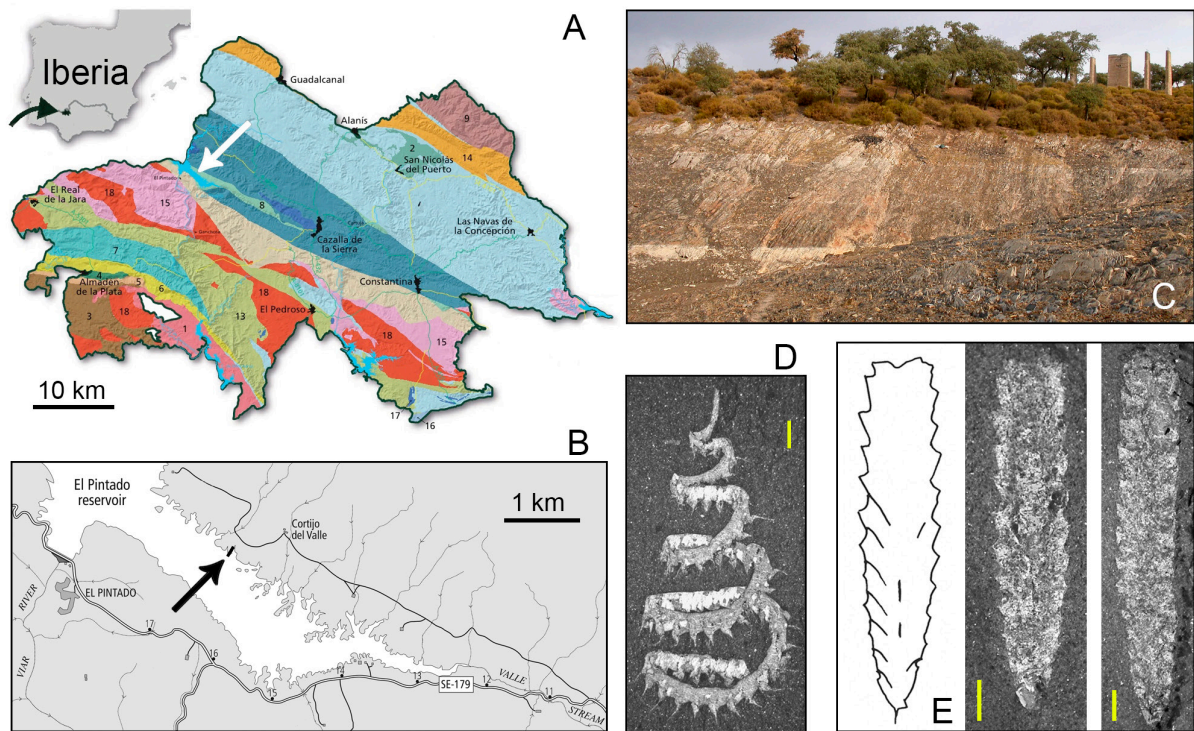 A
Iberia
Guadalcanal
9
Alanís
2
San Nicolás
del Puerto
14
El Pintado
El Real
de la Jara
18
15
8
Las Navas de
la Concepción
Cazalla de
la Sierra
7
Constantina
4
Almadén
de la Plata
5
6
18
El Pedroso
18
3
13
1
18
15
10 km
17
16
B
El Pintado
reservoir
1 km
Cortijo
del Valle
RIVER
EL PINTADO
17
VIAR
16
14
VALLE
15
13
SE-179
12
11
STREAM
C
D
E